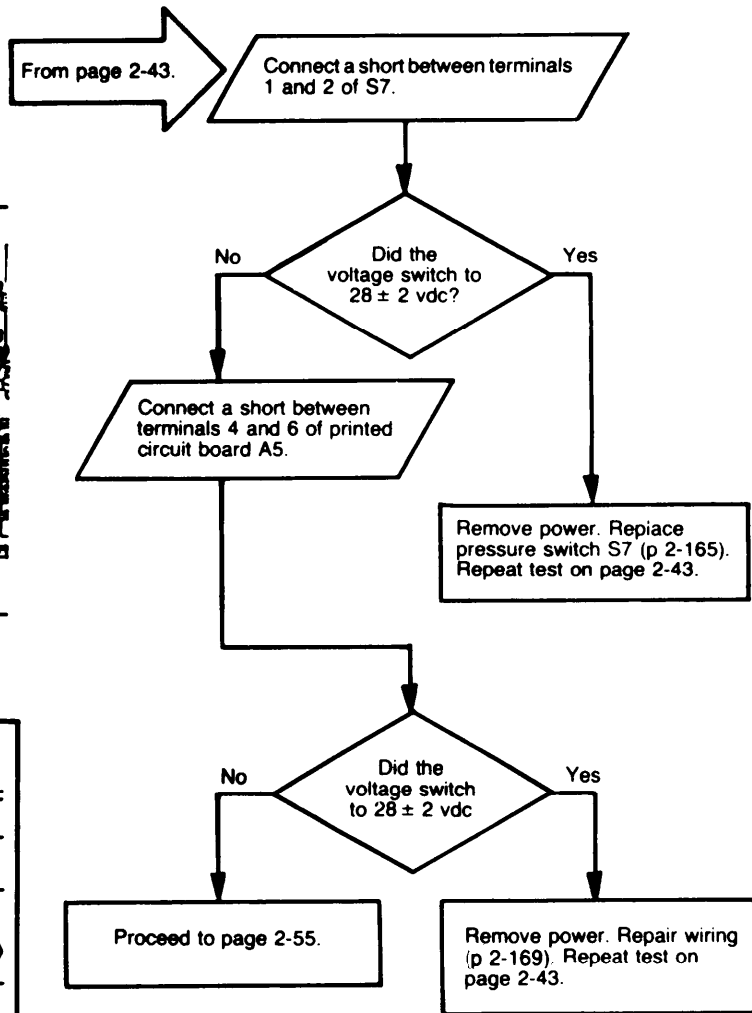 From page 2-43.
Connect a short between terminals
1 and 2 of S7.
Did the
voltage switch to
28 ± 2 vdc?
No
Yes
Connect a short between
terminals 4 and 6 of printed
circuit board A5.
Remove power. Replace
pressure switch S7 (p 2-165).
Repeat test on page 2-43.
Did the
voltage switch
to 28 ± 2 vdc
No
Yes
Proceed to page 2-55.
Remove power. Repair wiring
(p 2-169). Repeat test on
page 2-43.